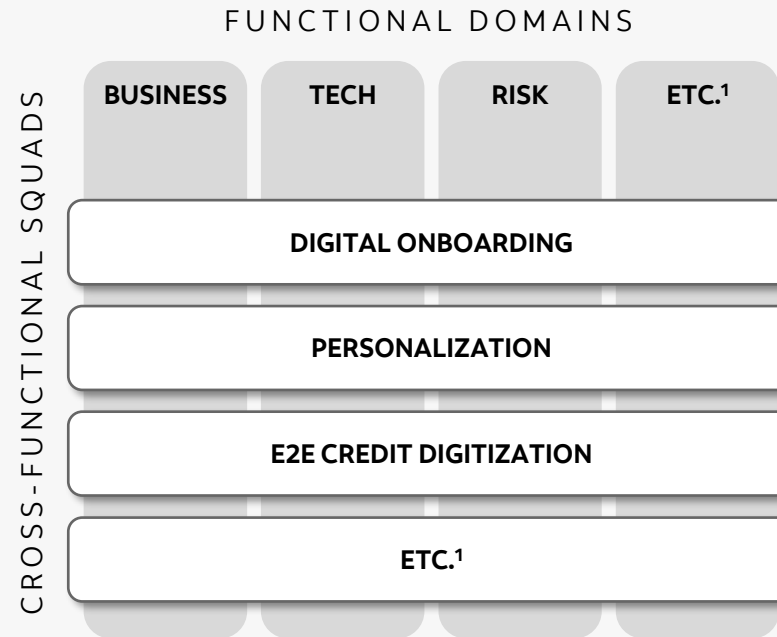 FUNCTIONAL DOMAINS
BUSINESS TECH RISK ETC.¹
CROSS-FUNCTIONAL SQUADS
DIGITAL ONBOARDING
PERSONALIZATION
E2E CREDIT DIGITIZATION
ETC.¹